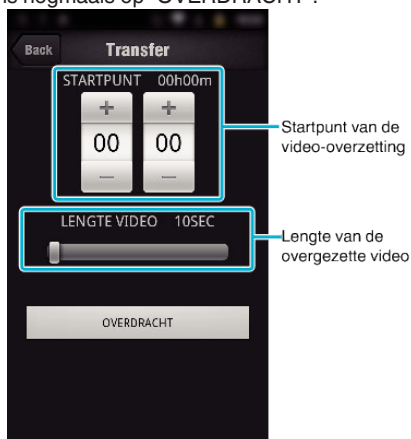 nogmaals op "OVERDRACHT".
Back
Transfer
STARTPUNT 00h00m
+ +
00 00
— —
Startpunt van de
video-overzetting
LENGTE VIDEO 10SEC
Lengte van de
overgezette video
OVERDRACHT